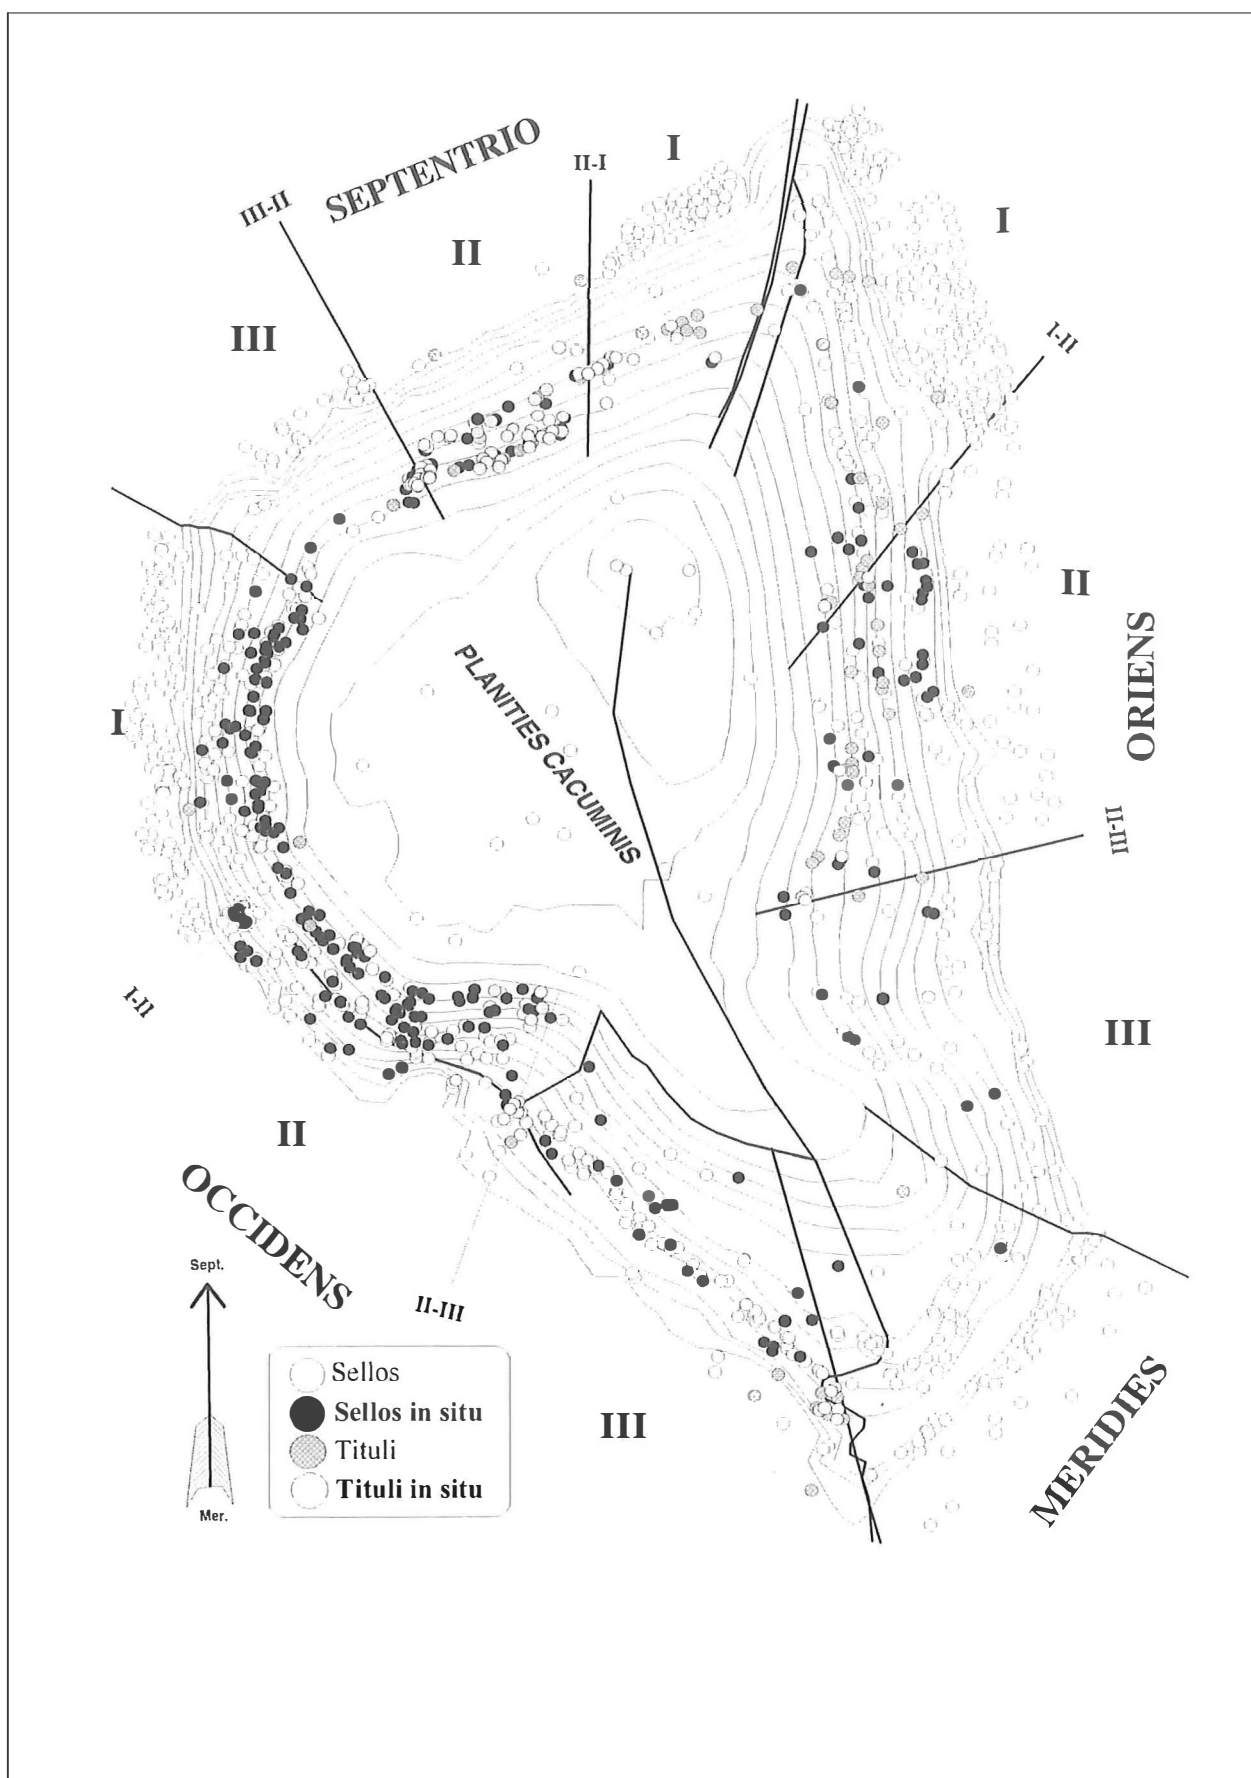 SEPTENTRIO
I
II-I
III-II
II
I
III
I-II
II
ORIENS
PLANITIES CACUMINIS
I
III-II
I-II
III
II
OCCIDENS
II-III
Sept.
Mer.
Sellos
Sellos in situ
Tituli
Tituli in situ
III
MERIDIES